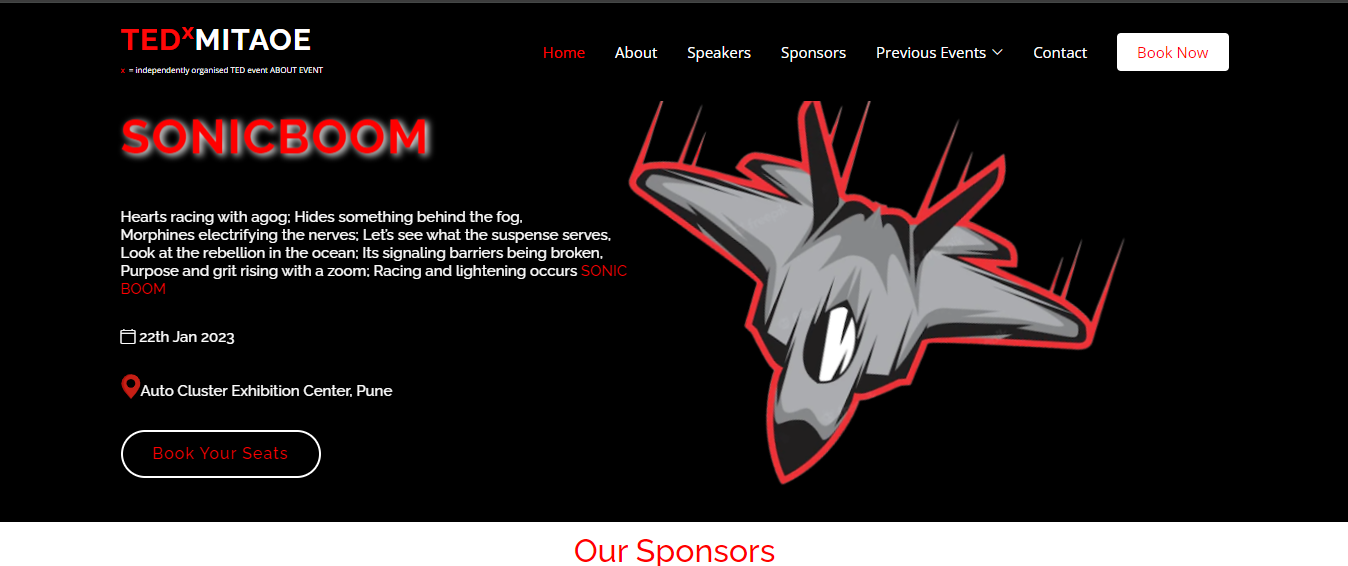 TEDxMITAOE
x = independently organised TED event ABOUT EVENT
Home About Speakers Sponsors Previous Events Contact Book Now
SONICBOOM
Hearts racing with agog; Hides something behind the fog,
Morphines electrifying the nerves; Let's see what the suspense serves,
Look at the rebellion in the ocean; Its signaling barriers being broken,
Purpose and grit rising with a zoom; Racing and lightening occurs SONIC
BOOM
22th Jan 2023
Auto Cluster Exhibition Center, Pune
Book Your Seats
Our Sponsors